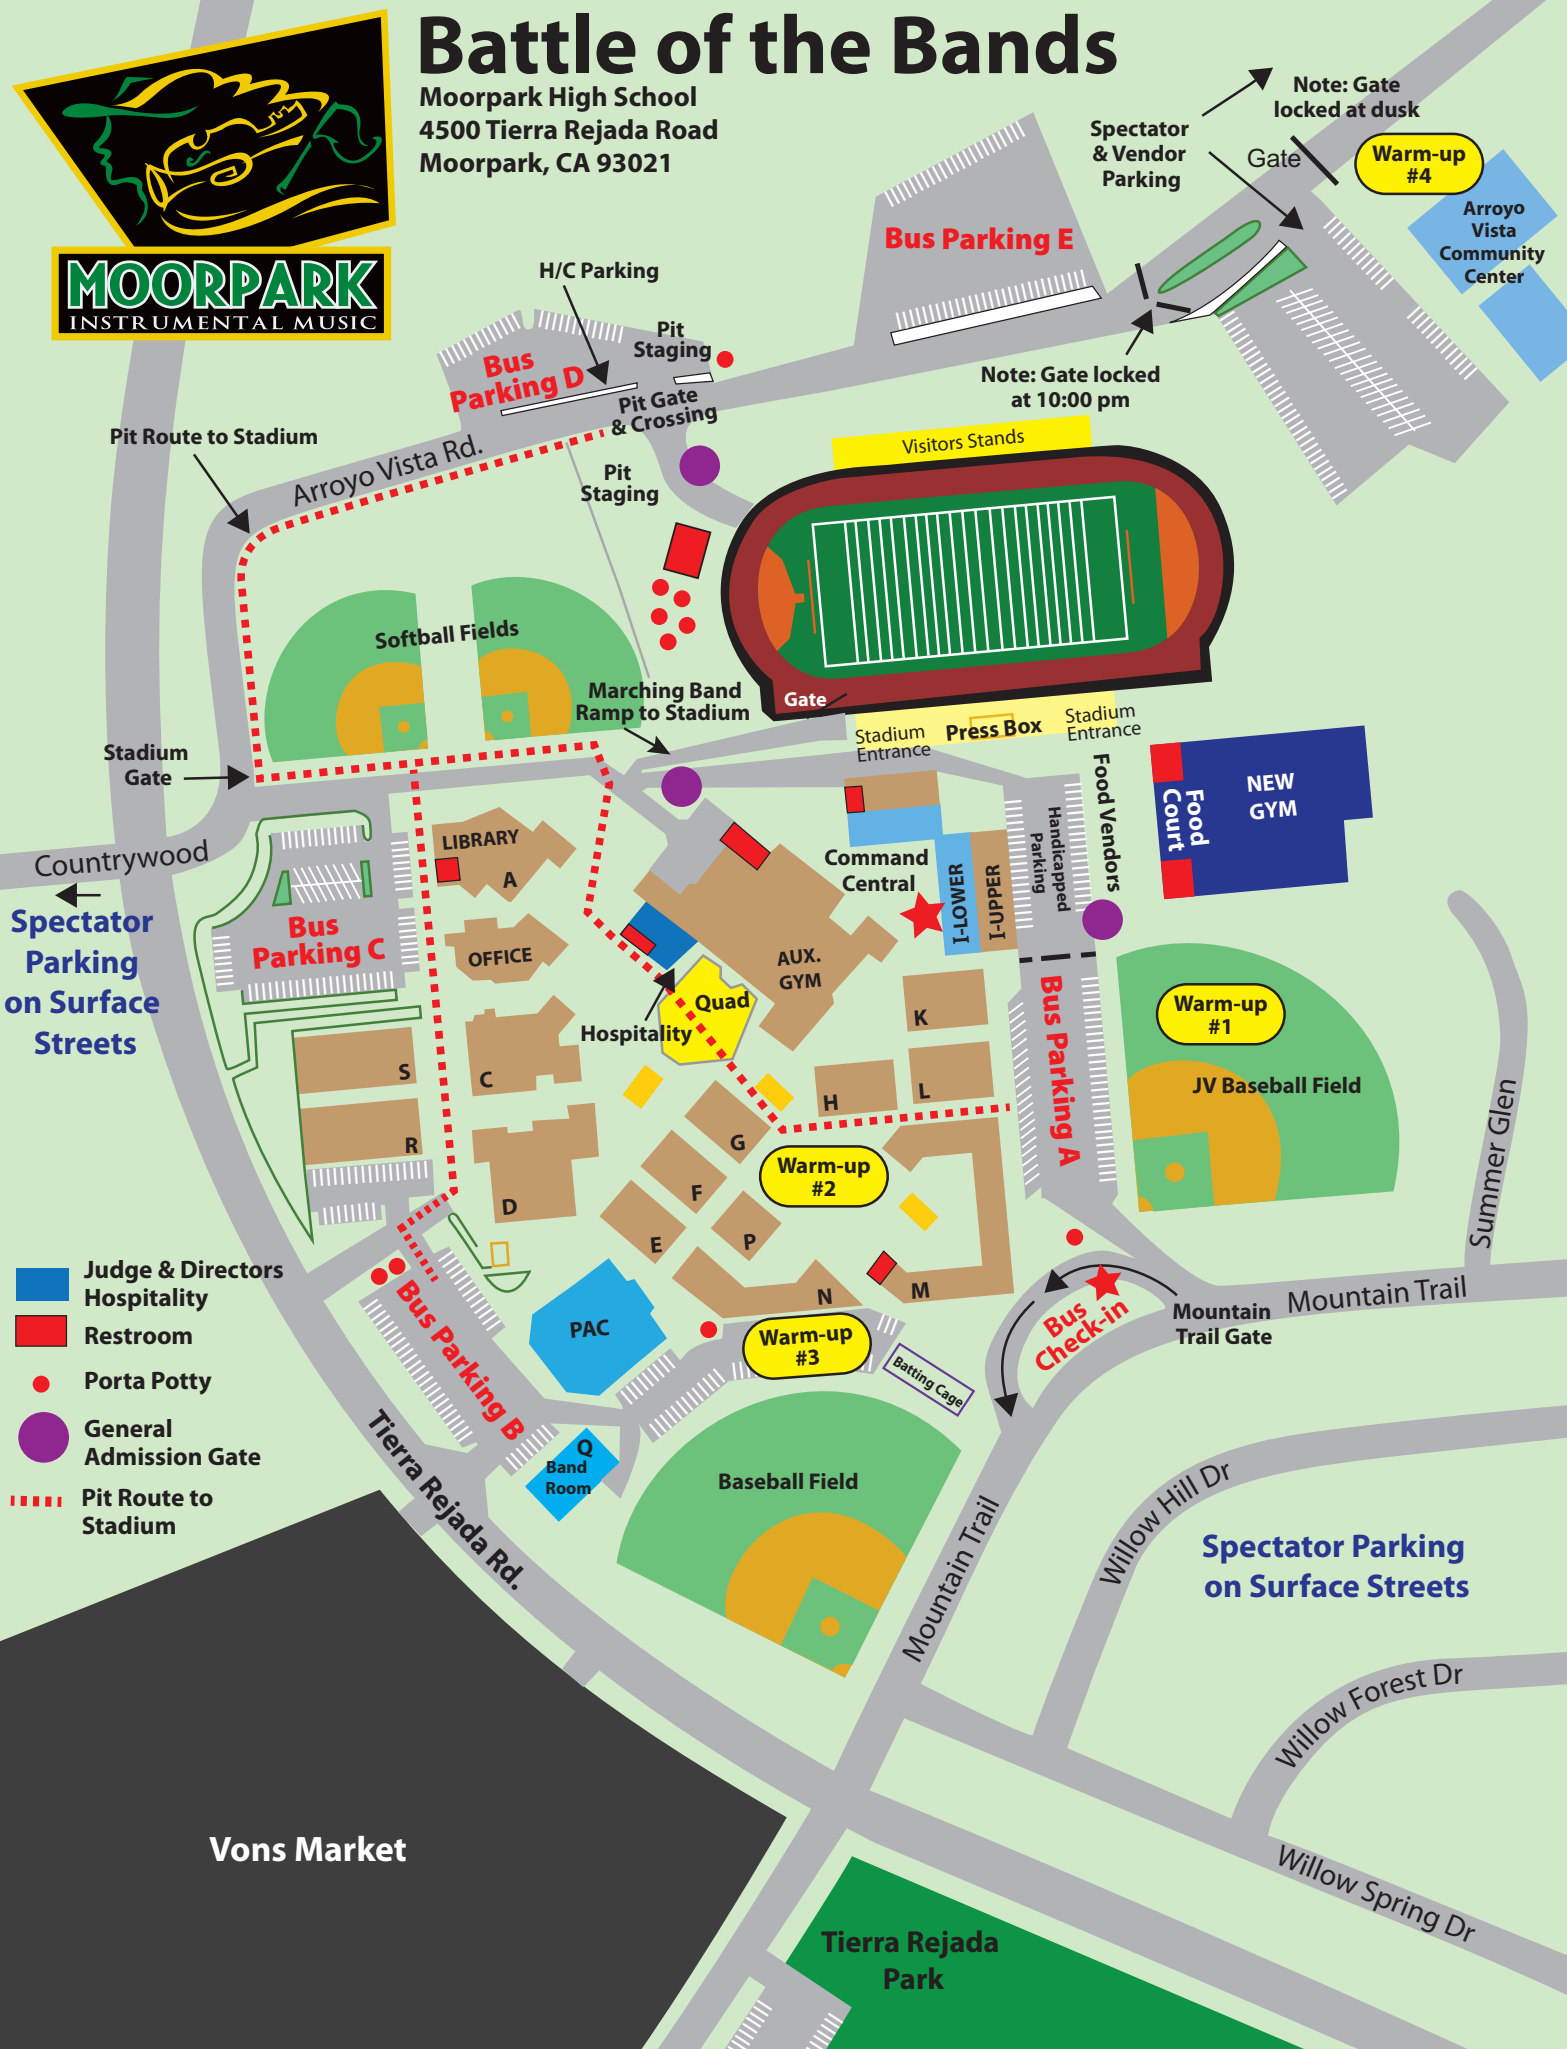 Battle of the Bands
Moorpark High School
4500 Tierra Rejada Road
Moorpark, CA 93021
MOORPARK
INSTRUMENTAL MUSIC
Note: Gate
locked at dusk
Spectator
& Vendor
Parking
Gate
Warm-up
#4
Arroyo
Vista
Community
Center
Bus Parking E
H/C Parking
Pit
Staging
Bus
Parking D
Pit Gate
& Crossing
Note: Gate locked
at 10:00 pm
Pit Route to Stadium
Arroyo Vista Rd.
Pit
Staging
Visitors Stands
Softball Fields
Marching Band
Ramp to Stadium
Gate
Stadium
Entrance
Press Box
Stadium
Entrance
Stadium
Gate
Food Vendors
Food
Court
NEW
GYM
Handicapped
Parking
Countrywood
Spectator
Parking
on Surface
Streets
LIBRARY
A
Command
Central
I-LOWER
I-UPPER
Bus
Parking C
OFFICE
AUX.
GYM
Quad
Hospitality
K
Warm-up
#1
Bus Parking A
JV Baseball Field
S
C
H
L
R
G
Warm-up
#2
D
F
E
P
Summer Glen
N
M
Mountain Trail
Mountain
Trail Gate
Bus
Check-in
Judge & Directors
Hospitality
Restroom
Porta Potty
General
Admission Gate
Pit Route to
Stadium
Bus Parking B
PAC
Warm-up
#3
Batting Cage
Q
Band
Room
Tierra Rejada Rd.
Baseball Field
Mountain Trail
Willow Hill Dr
Spectator Parking
on Surface Streets
Willow Forest Dr
Willow Spring Dr
Vons Market
Tierra Rejada
Park